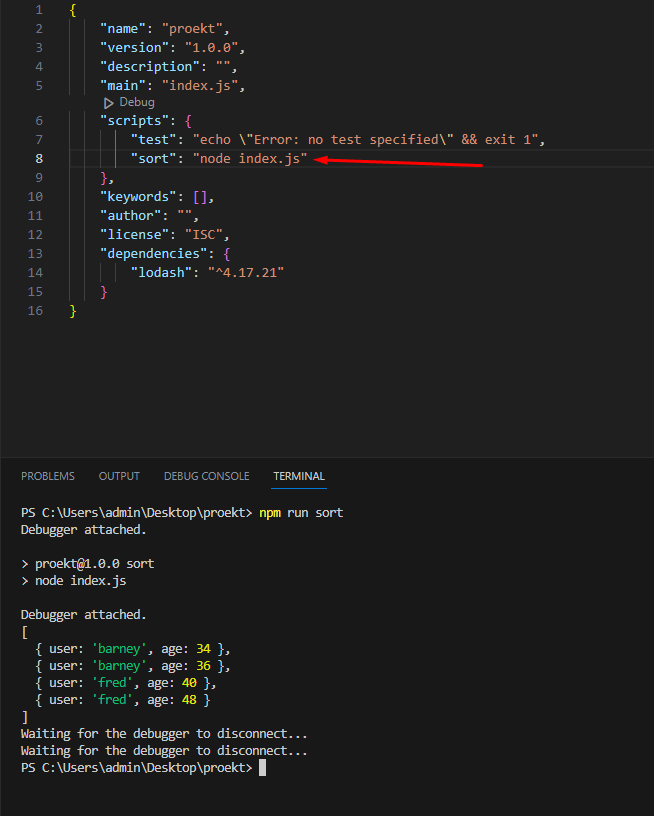 1 {
2     "name": "proekt",
3     "version": "1.0.0",
4     "description": "",
5     "main": "index.js",
Debug
6     "scripts": {
7         "test": "echo \"Error: no test specified\" && exit 1",
8         "sort": "node index.js"
9     },
10     "keywords": [],
11     "author": "",
12     "license": "ISC",
13     "dependencies": {
14         "lodash": "^4.17.21"
15     }
16 }
PROBLEMS OUTPUT DEBUG CONSOLE TERMINAL
PS C:\Users\admin\Desktop\proekt> npm run sort
Debugger attached.
> proekt@1.0.0 sort
> node index.js
Debugger attached.
[
  { user: 'barney', age: 34 },
  { user: 'barney', age: 36 },
  { user: 'fred', age: 40 },
  { user: 'fred', age: 48 }
]
Waiting for the debugger to disconnect...
Waiting for the debugger to disconnect...
PS C:\Users\admin\Desktop\proekt>